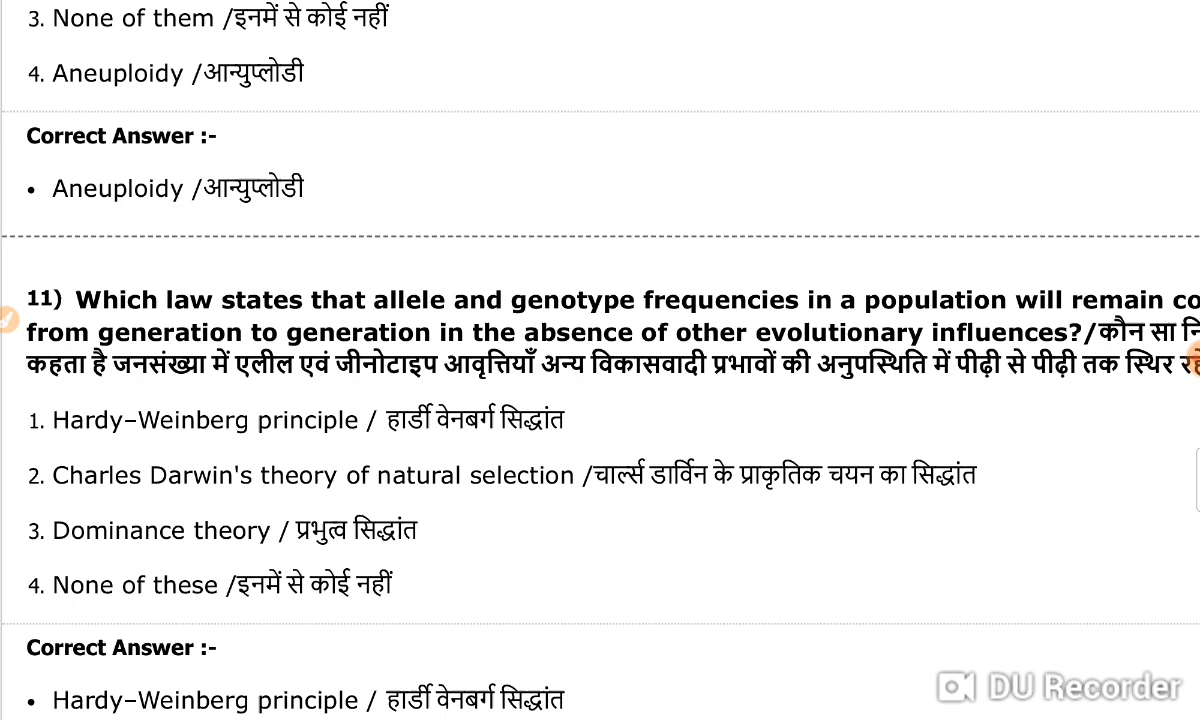 3. None of them /इनमें से कोई नहीं
4. Aneuploidy /आन्युप्लोडी
Correct Answer :-
• Aneuploidy /आन्युप्लोडी
11) Which law states that allele and genotype frequencies in a population will remain co
from generation to generation in the absence of other evolutionary influences?/कौन सा नि
कहता है जनसंख्या में एलील एवं जीनोटाइप आवृत्तियाँ अन्य विकासवादी प्रभावों की अनुपस्थिति में पीढ़ी से पीढ़ी तक स्थिर रहे
1. Hardy–Weinberg principle / हार्डी वेनबर्ग सिद्धांत
2. Charles Darwin's theory of natural selection /चार्ल्स डार्विन के प्राकृतिक चयन का सिद्धांत
3. Dominance theory / प्रभुत्व सिद्धांत
4. None of these /इनमें से कोई नहीं
Correct Answer :-
• Hardy–Weinberg principle / हार्डी वेनबर्ग सिद्धांत
DU Recorder